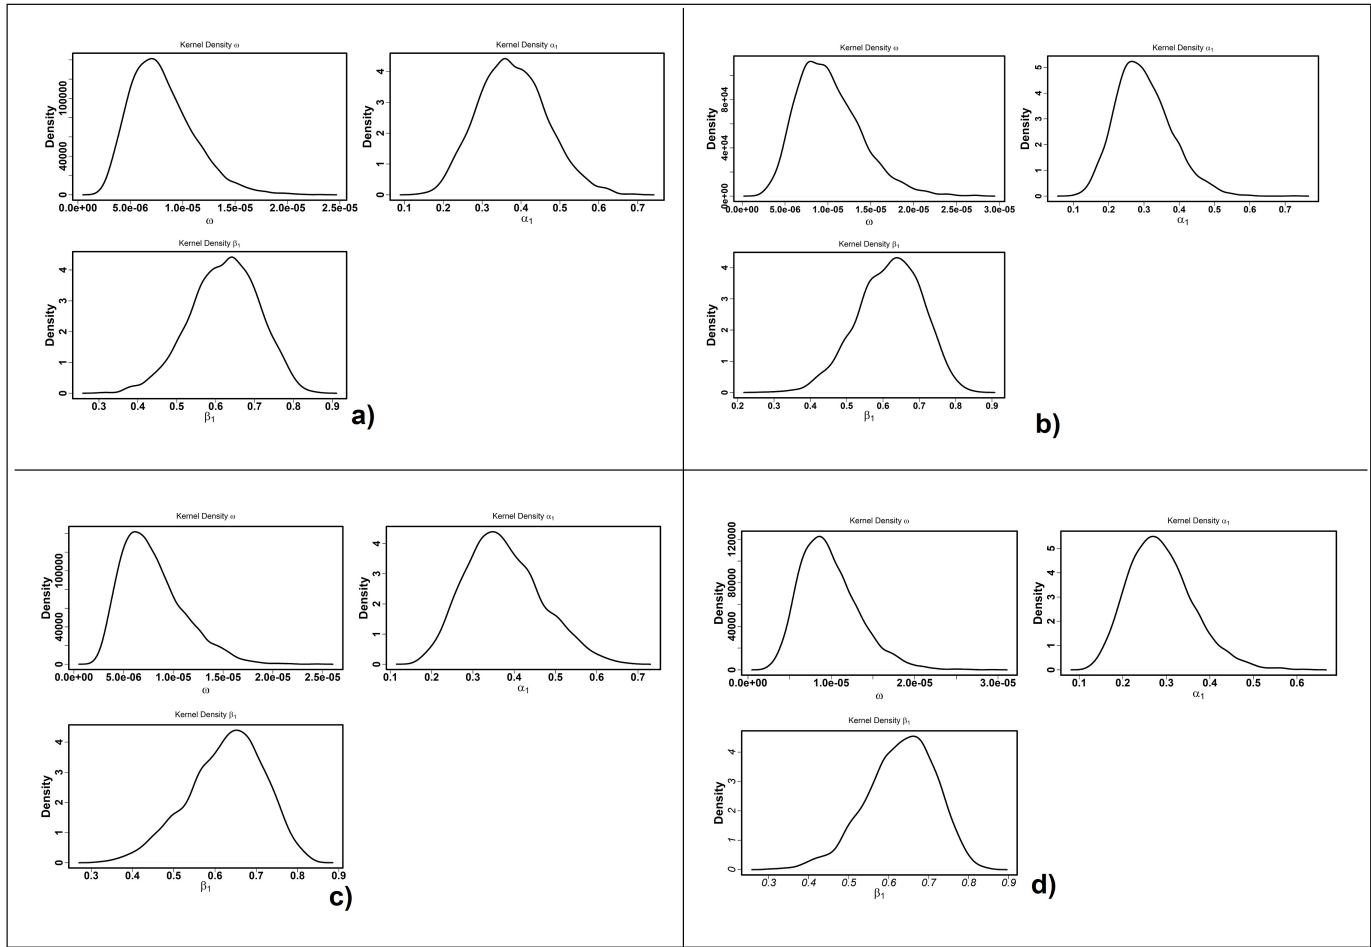 Kernel Density ω
Density
0 40000 100000
0.0e+00 5.0e-06 1.0e-05 1.5e-05 2.0e-05 2.5e-05
ω
Kernel Density α1
Density
0 1 2 3 4
0.1 0.2 0.3 0.4 0.5 0.6 0.7
α1
Kernel Density β1
Density
0 1 2 3 4
0.3 0.4 0.5 0.6 0.7 0.8 0.9
β1
a)
Kernel Density ω
Density
0e+00 4e+04 8e+04
0.0e+00 5.0e-06 1.0e-05 1.5e-05 2.0e-05 2.5e-05 3.0e-05
ω
Kernel Density α1
Density
0 1 2 3 4 5
0.1 0.2 0.3 0.4 0.5 0.6 0.7
α1
Kernel Density β1
Density
0 1 2 3 4
0.2 0.3 0.4 0.5 0.6 0.7 0.8 0.9
β1
b)
Kernel Density ω
Density
0 40000 100000
0.0e+00 5.0e-06 1.0e-05 1.5e-05 2.0e-05 2.5e-05
ω
Kernel Density α1
Density
0 1 2 3 4
0.1 0.2 0.3 0.4 0.5 0.6 0.7
α1
Kernel Density β1
Density
0 1 2 3 4
0.3 0.4 0.5 0.6 0.7 0.8 0.9
β1
c)
Kernel Density ω
Density
0 40000 80000 120000
0.0e+00 1.0e-05 2.0e-05 3.0e-05
ω
Kernel Density α1
Density
0 1 2 3 4 5
0.1 0.2 0.3 0.4 0.5 0.6
α1
Kernel Density β1
Density
0 1 2 3 4
0.3 0.4 0.5 0.6 0.7 0.8 0.9
β1
d)